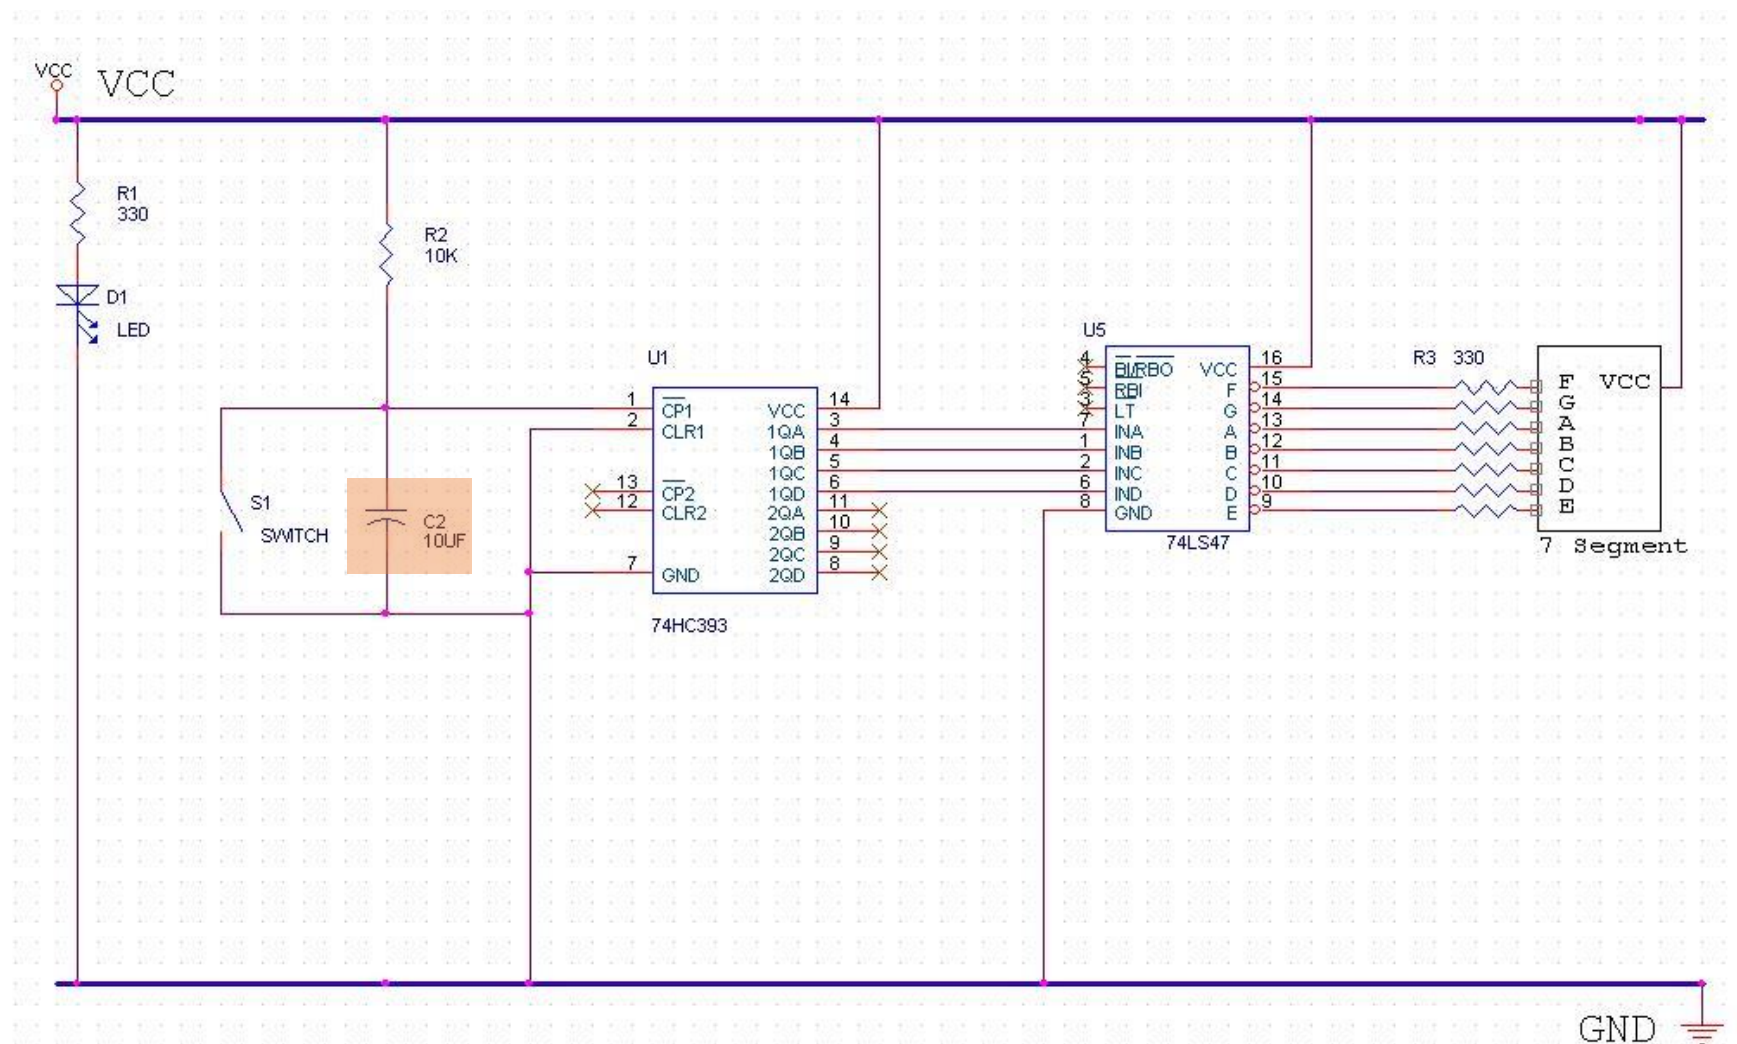 VCC VCC
R1
330
R2
10K
D1
LED
U1
U5
R3 330
1 CP1 VCC 14
2 CLR1 1QA 3
1QB 4
1QC 5
13 CP2 1QD 6
12 CLR2 2QA 11
2QB 10
2QC 9
7 GND 2QD 8
74HC393
S1
SWITCH
C2
10UF
4 BI/RBO VCC 16
5 RBI F 15
3 LT G 14
7 INA A 13
1 INB B 12
2 INC C 11
6 IND D 10
8 GND E 9
74LS47
F VCC
G
A
B
C
D
E
7 Segment
GND